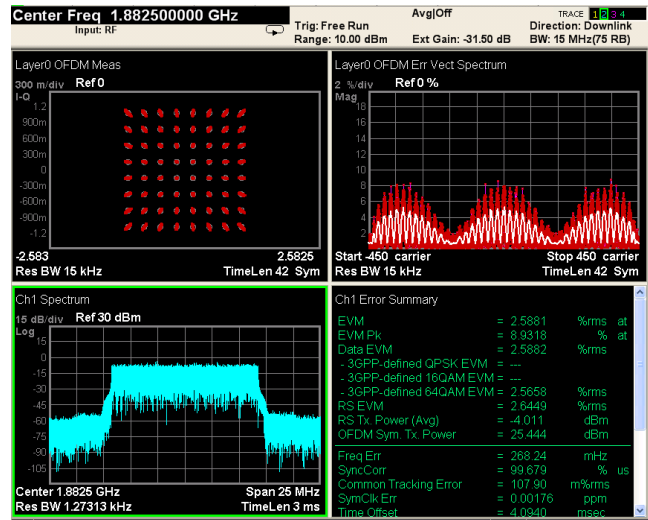 Center Freq 1.882500000 GHz
Input: RF
Trig: Free Run
Range: 10.00 dBm
Avg|Off
Ext Gain: -31.50 dB
TRACE 1 2 3 4
Direction: Downlink
BW: 15 MHz(75 RB)
Layer0 OFDM Meas
300 m/div Ref 0
I-Q
1.2
900m
600m
300m
0
-300m
-600m
-900m
-1.2
-2.583 2.5825
Res BW 15 kHz TimeLen 42 Sym
Layer0 OFDM Err Vect Spectrum
2 %/div Ref 0 %
Mag
18
16
14
12
10
8
6
4
2
Start -450 carrier Stop 450 carrier
Res BW 15 kHz TimeLen 42 Sym
Ch1 Spectrum
15 dB/div Ref 30 dBm
Log
15
0
-15
-30
-45
-60
-75
-90
-105
Center 1.8825 GHz Span 25 MHz
Res BW 1.27313 kHz TimeLen 3 ms
Ch1 Error Summary
EVM = 2.5881 %rms at
EVM Pk = 8.9318 % at
Data EVM = 2.5882 %rms
- 3GPP-defined QPSK EVM = ---
- 3GPP-defined 16QAM EVM = ---
- 3GPP-defined 64QAM EVM = 2.5658 %rms
RS EVM = 2.6449 %rms
RS Tx. Power (Avg) = -4.011 dBm
OFDM Sym. Tx. Power = 25.444 dBm
Freq Err = 268.24 mHz
SyncCorr = 99.679 % us
Common Tracking Error = 107.90 m%rms
SymClk Err = 0.00176 ppm
Time Offset = 4.0940 msec